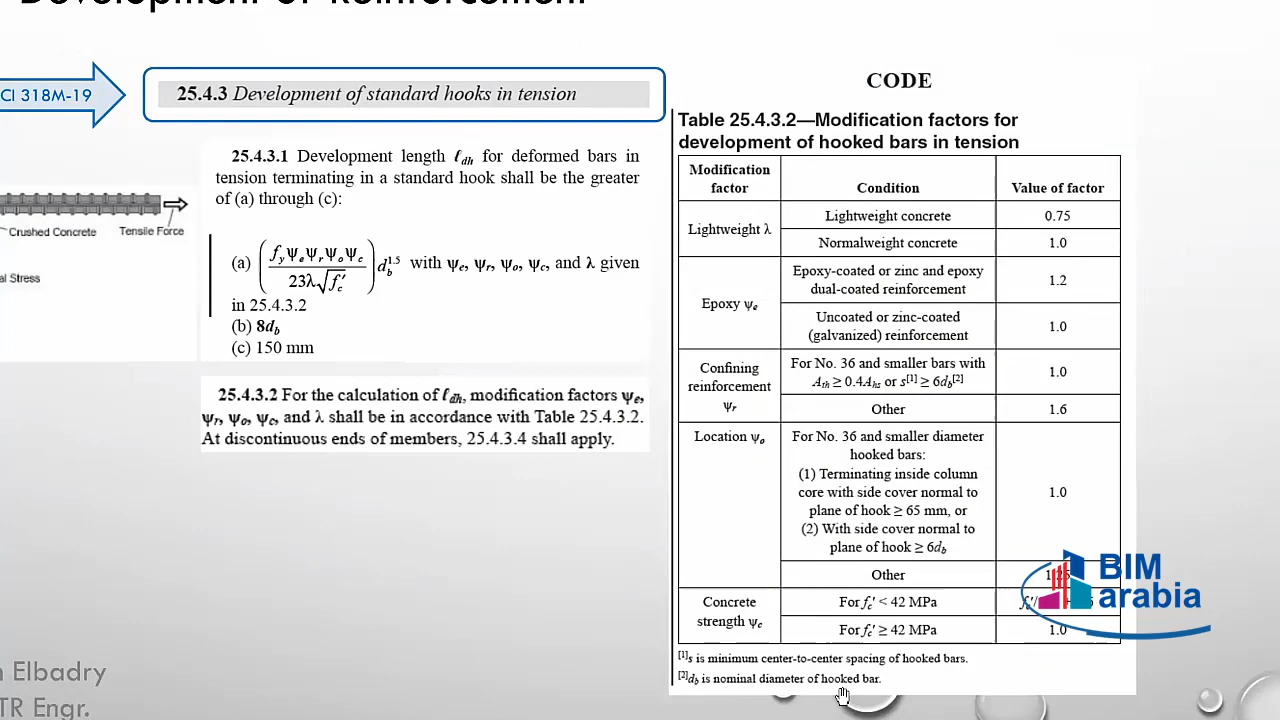 Development of Reinforcement
CI 318M-19
25.4.3 Development of standard hooks in tension
25.4.3.1 Development length ℓdh for deformed bars in
tension terminating in a standard hook shall be the greater
of (a) through (c):
(a) (fyψeψrψoψc / 23λ√fc′) db^1.5 with ψe, ψr, ψo, ψc, and λ given
in 25.4.3.2
(b) 8db
(c) 150 mm
25.4.3.2 For the calculation of ℓdh, modification factors ψe,
ψr, ψo, ψc, and λ shall be in accordance with Table 25.4.3.2.
At discontinuous ends of members, 25.4.3.4 shall apply.
Crushed Concrete
Tensile Force
al Stress
CODE
Table 25.4.3.2—Modification factors for
development of hooked bars in tension
Modification
factor
Condition
Value of factor
Lightweight λ
Lightweight concrete
0.75
Normalweight concrete
1.0
Epoxy ψe
Epoxy-coated or zinc and epoxy
dual-coated reinforcement
1.2
Uncoated or zinc-coated
(galvanized) reinforcement
1.0
Confining
reinforcement
ψr
For No. 36 and smaller bars with
Ath ≥ 0.4Ahs or s[1] ≥ 6db[2]
1.0
Other
1.6
Location ψo
For No. 36 and smaller diameter
hooked bars:
(1) Terminating inside column
core with side cover normal to
plane of hook ≥ 65 mm, or
(2) With side cover normal to
plane of hook ≥ 6db
1.0
Other
Concrete
strength ψc
For fc′ < 42 MPa
For fc′ ≥ 42 MPa
1.0
[1]s is minimum center-to-center spacing of hooked bars.
[2]db is nominal diameter of hooked bar.
BIM
arabia
Elbadry
TR Engr.